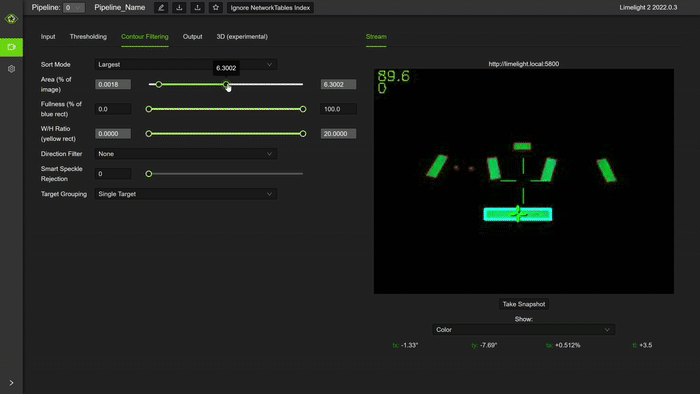 Pipeline: 0 Pipeline_Name Ignore NetworkTables Index Limelight 2 2022.0.3
Input Thresholding Contour Filtering Output 3D (experimental) Stream
Sort Mode Largest
6.3002
http://limelight.local:5800
Area (% of image) 0.0018 6.3002
89.6
0
Fullness (% of blue rect) 0.0 100.0
W/H Ratio (yellow rect) 0.0000 20.0000
Direction Filter None
Smart Speckle Rejection 0
Target Grouping Single Target
Take Snapshot
Show:
Color
tx: -1.33° ty: -7.69° ta: +0.512% tl: +3.5